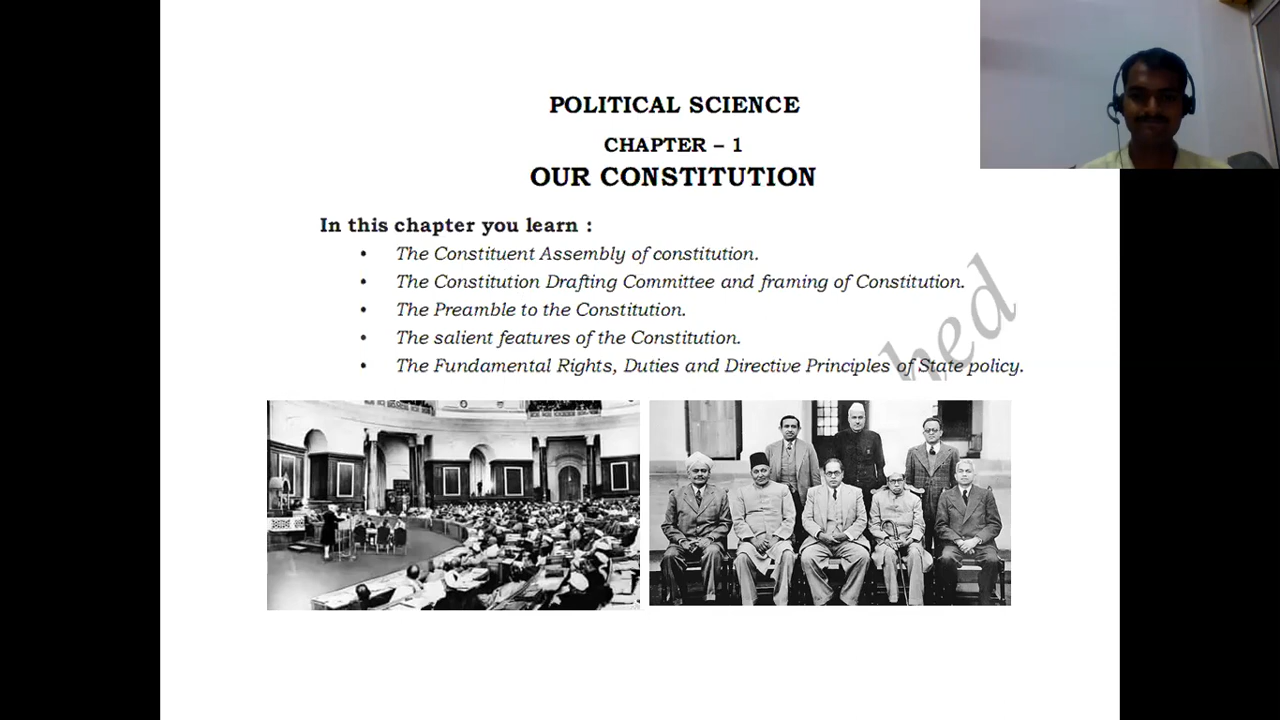 POLITICAL SCIENCE
CHAPTER – 1
OUR CONSTITUTION
In this chapter you learn :
• The Constituent Assembly of constitution.
• The Constitution Drafting Committee and framing of Constitution.
• The Preamble to the Constitution.
• The salient features of the Constitution.
• The Fundamental Rights, Duties and Directive Principles of State policy.
hed